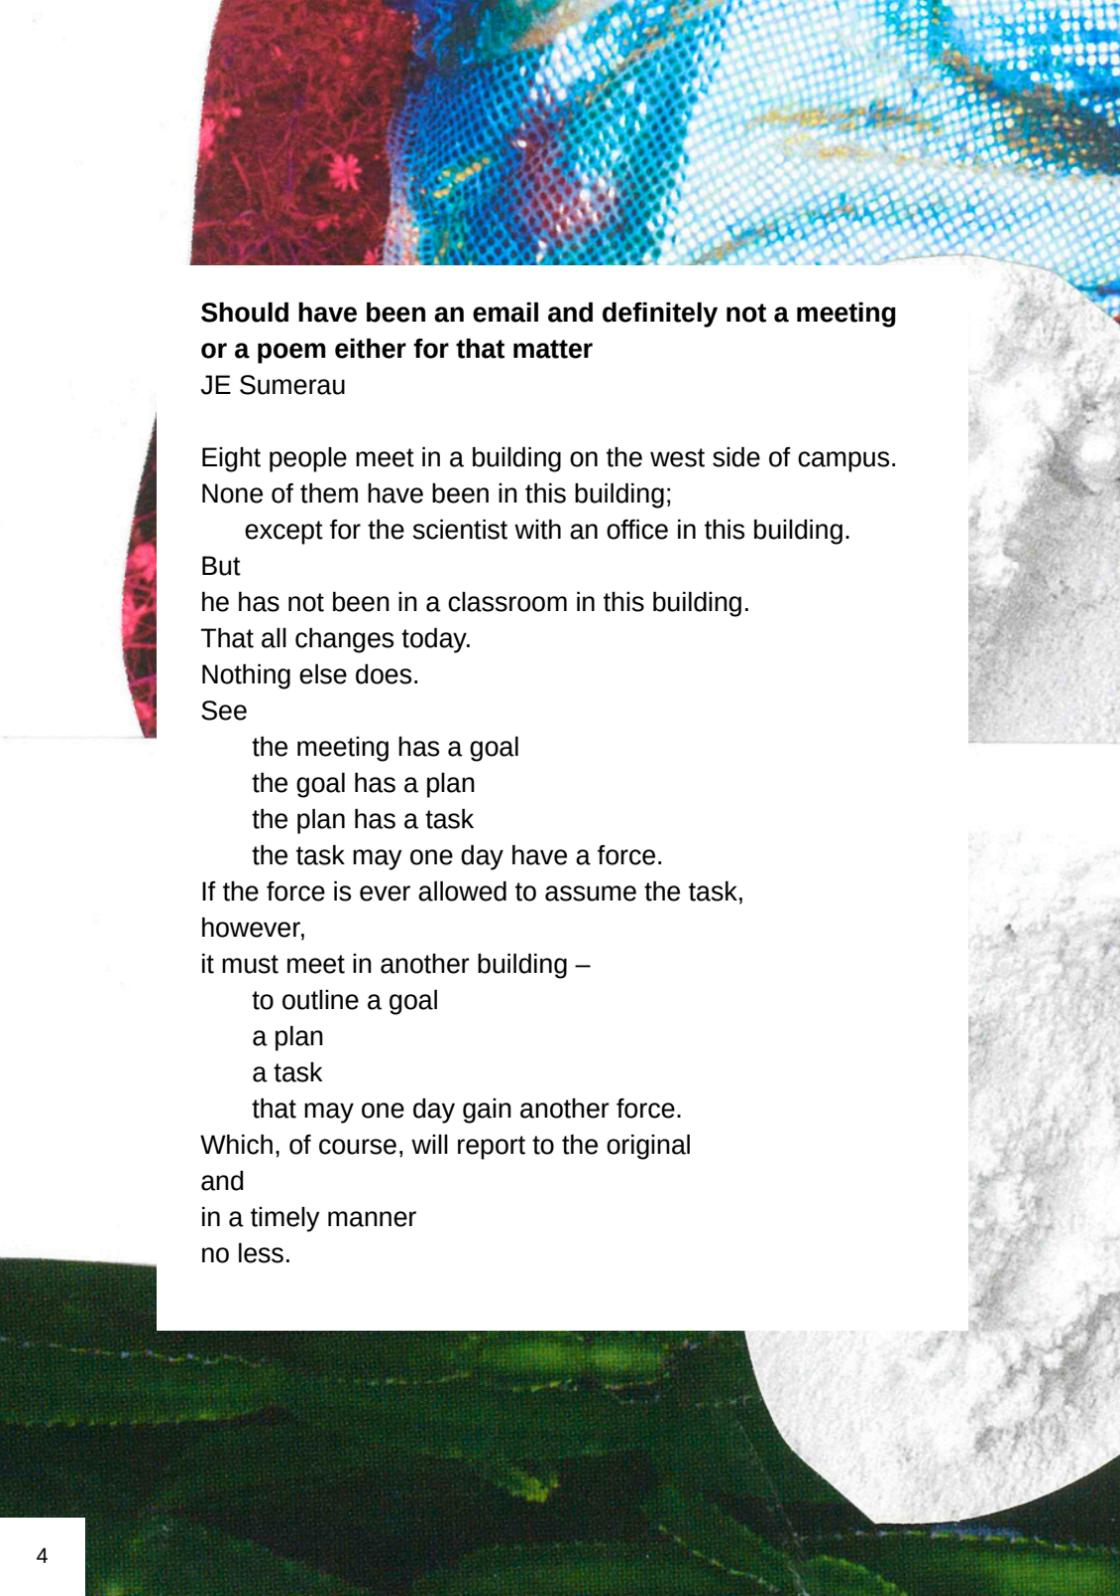 Should have been an email and definitely not a meeting
or a poem either for that matter
JE Sumerau
Eight people meet in a building on the west side of campus.
None of them have been in this building;
except for the scientist with an office in this building.
But
he has not been in a classroom in this building.
That all changes today.
Nothing else does.
See
the meeting has a goal
the goal has a plan
the plan has a task
the task may one day have a force.
If the force is ever allowed to assume the task,
however,
it must meet in another building –
to outline a goal
a plan
a task
that may one day gain another force.
Which, of course, will report to the original
and
in a timely manner
no less.
4